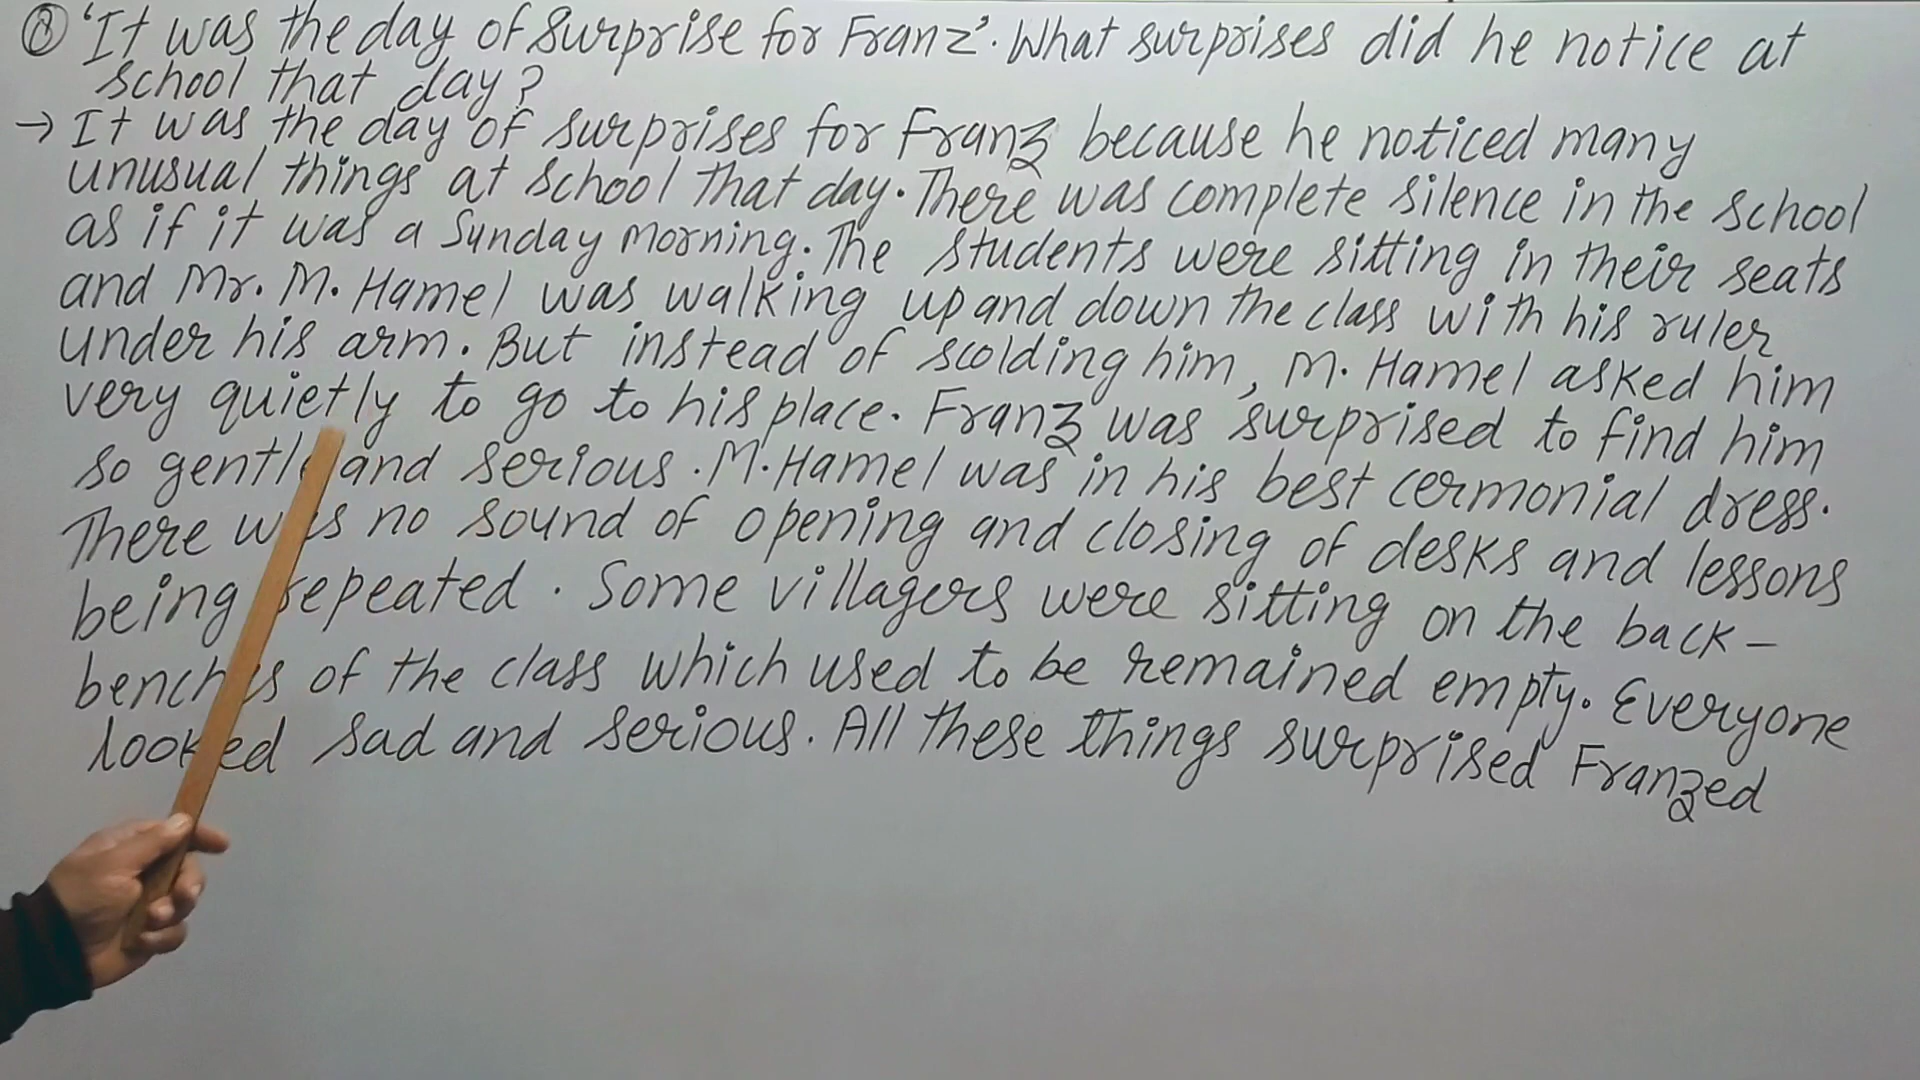 ⑧ 'It was the day of Surprise for Franz'. What surprises did he notice at
school that day?
→ It was the day of surprises for Franz because he noticed many
unusual things at school that day. There was complete silence in the school
as if it was a Sunday morning. The students were sitting in their seats
and Mr. M. Hamel was walking up and down the class with his ruler
under his arm. But instead of scolding him, M. Hamel asked him
very quietly to go to his place. Franz was surprised to find him
so gentle and serious. M. Hamel was in his best cermonial dress.
There was no sound of opening and closing of desks and lessons
being repeated. Some villagers were sitting on the back-
benches of the class which used to be remained empty. Everyone
looked sad and serious. All these things surprised Franzed